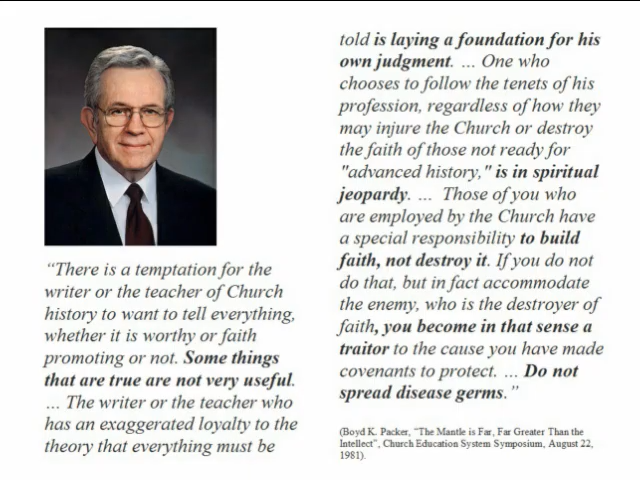 “There is a temptation for the
writer or the teacher of Church
history to want to tell everything,
whether it is worthy or faith
promoting or not. Some things
that are true are not very useful.
... The writer or the teacher who
has an exaggerated loyalty to the
theory that everything must be
told is laying a foundation for his
own judgment. ... One who
chooses to follow the tenets of his
profession, regardless of how they
may injure the Church or destroy
the faith of those not ready for
"advanced history," is in spiritual
jeopardy. ... Those of you who
are employed by the Church have
a special responsibility to build
faith, not destroy it. If you do not
do that, but in fact accommodate
the enemy, who is the destroyer of
faith, you become in that sense a
traitor to the cause you have made
covenants to protect. ... Do not
spread disease germs.”
(Boyd K. Packer, “The Mantle is Far, Far Greater Than the
Intellect”, Church Education System Symposium, August 22,
1981).